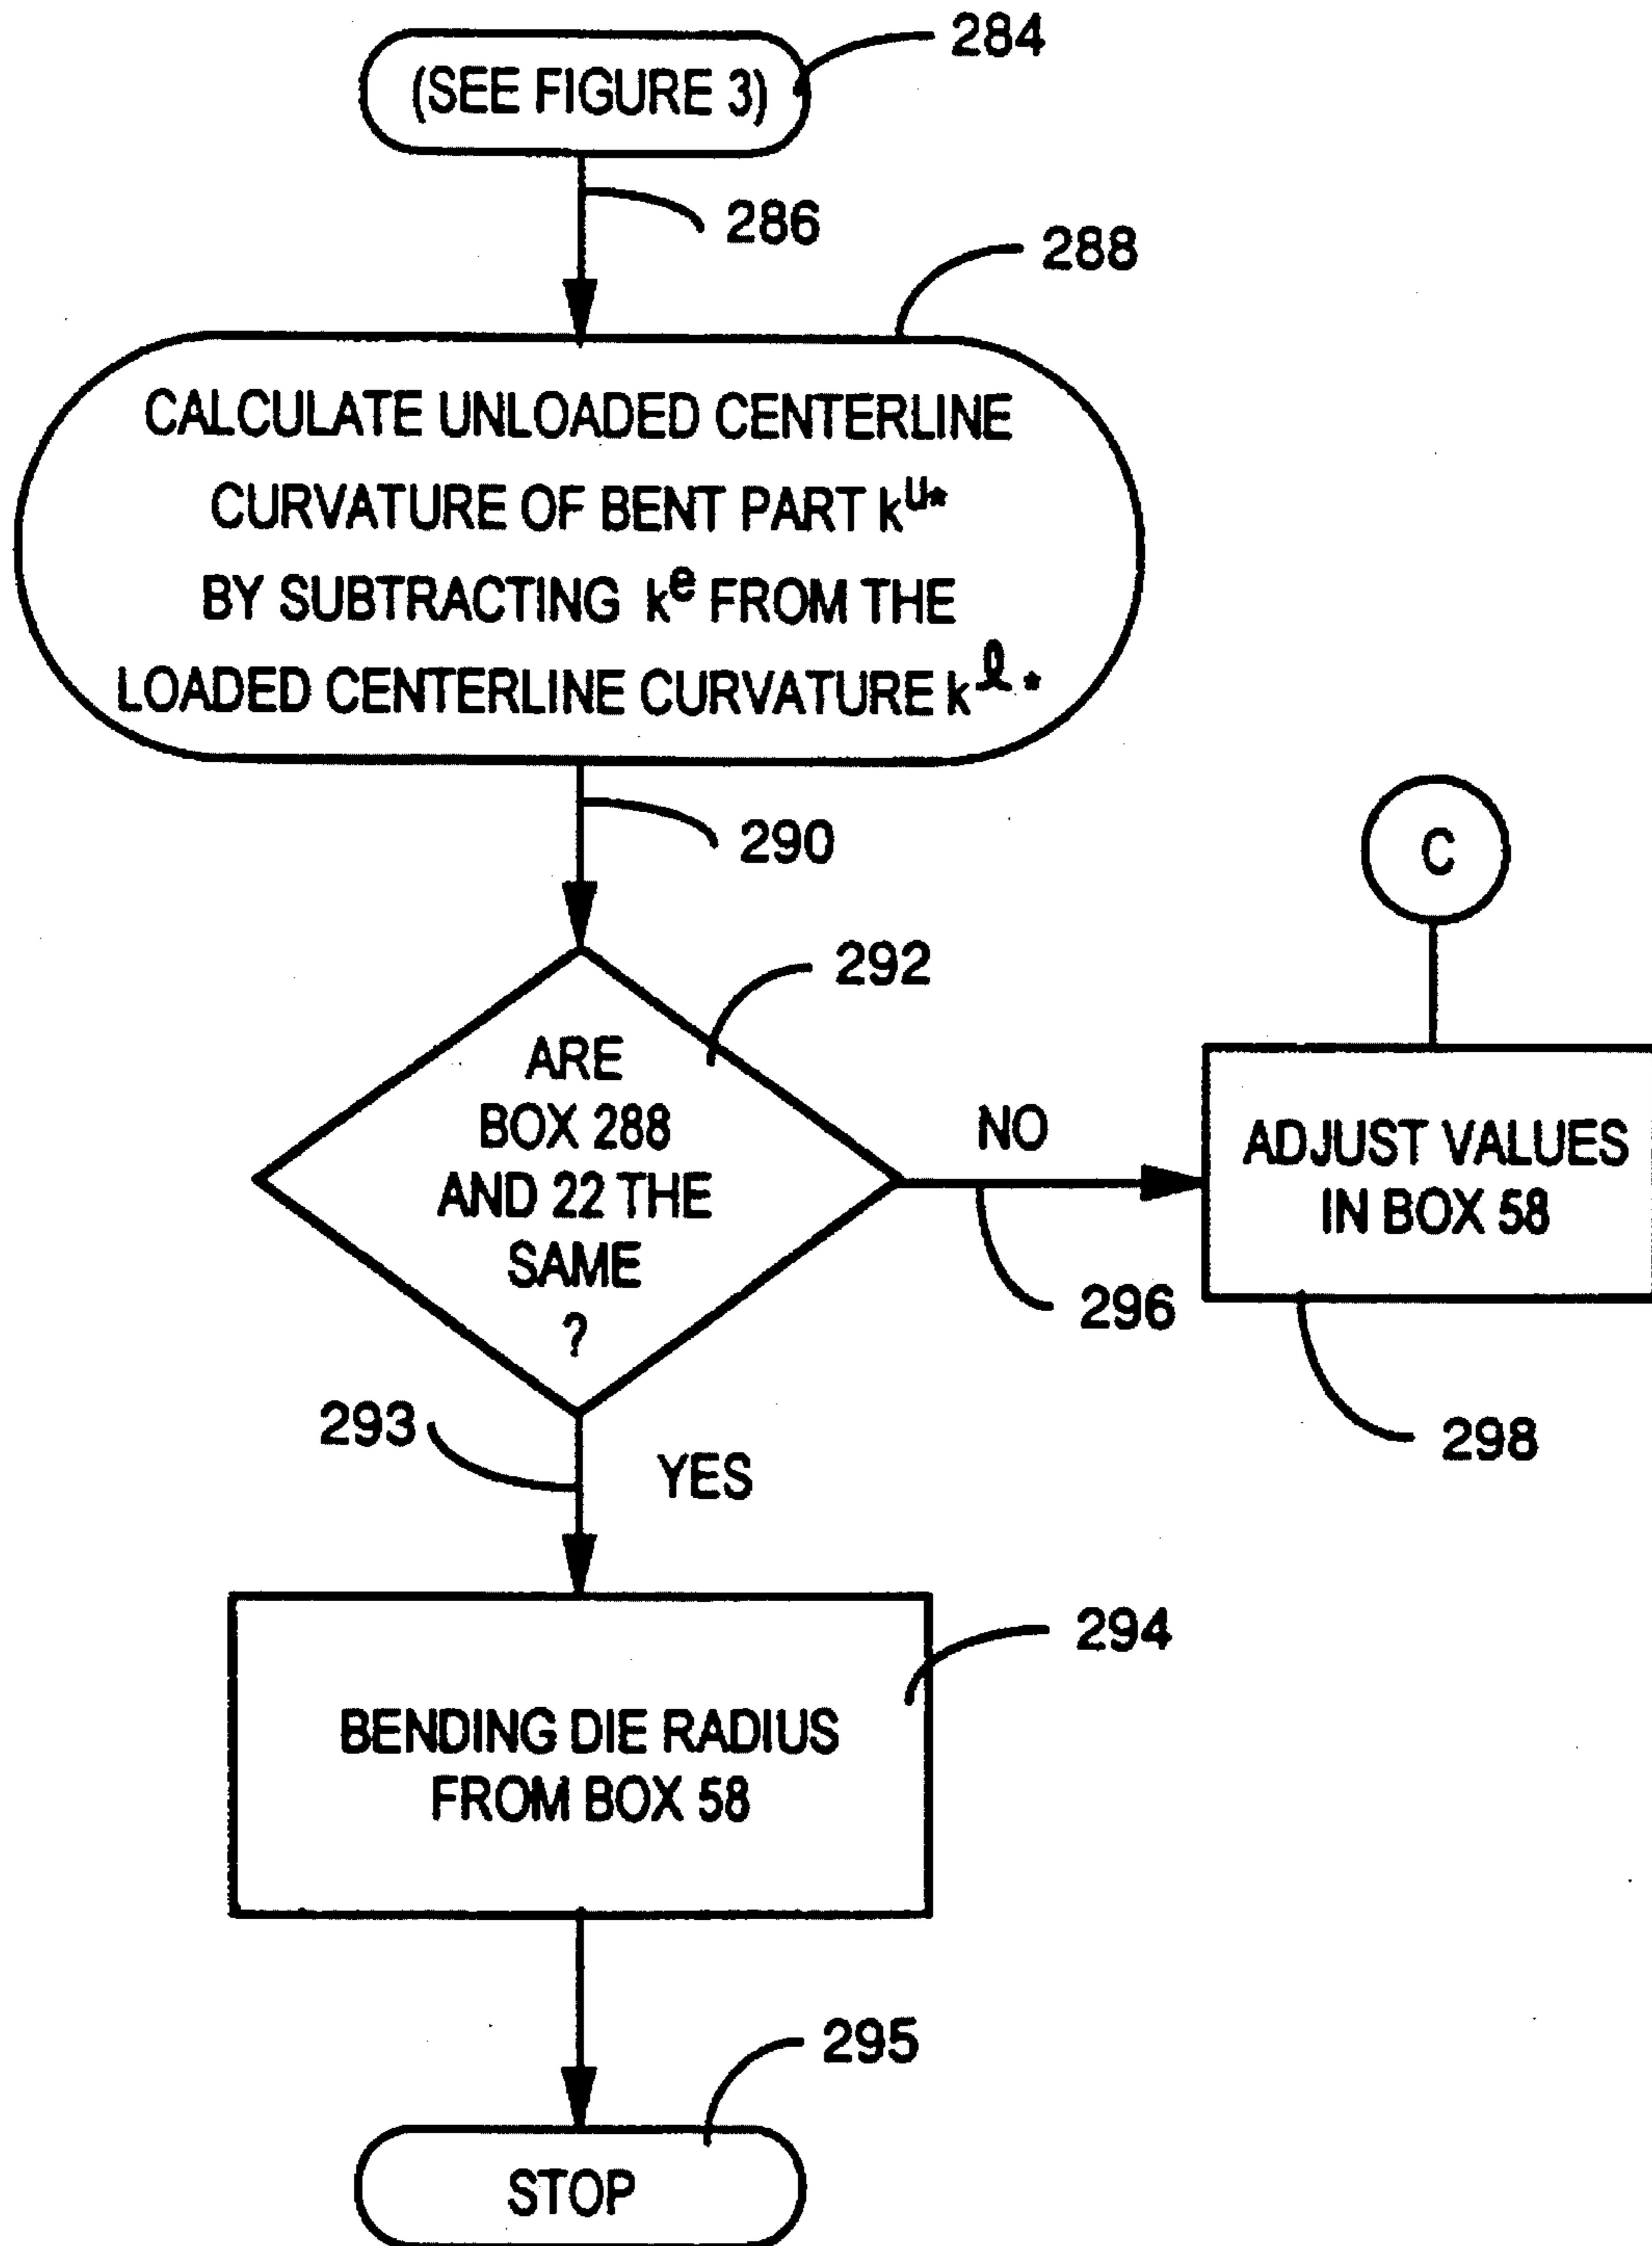 284
(SEE FIGURE 3)
286
288
CALCULATE UNLOADED CENTERLINE
CURVATURE OF BENT PART k^u*
BY SUBTRACTING k^e FROM THE
LOADED CENTERLINE CURVATURE k^ℓ*
290
C
292
ARE
BOX 288
AND 22 THE
SAME
?
NO
296
ADJUST VALUES
IN BOX 58
298
293
YES
294
BENDING DIE RADIUS
FROM BOX 58
295
STOP